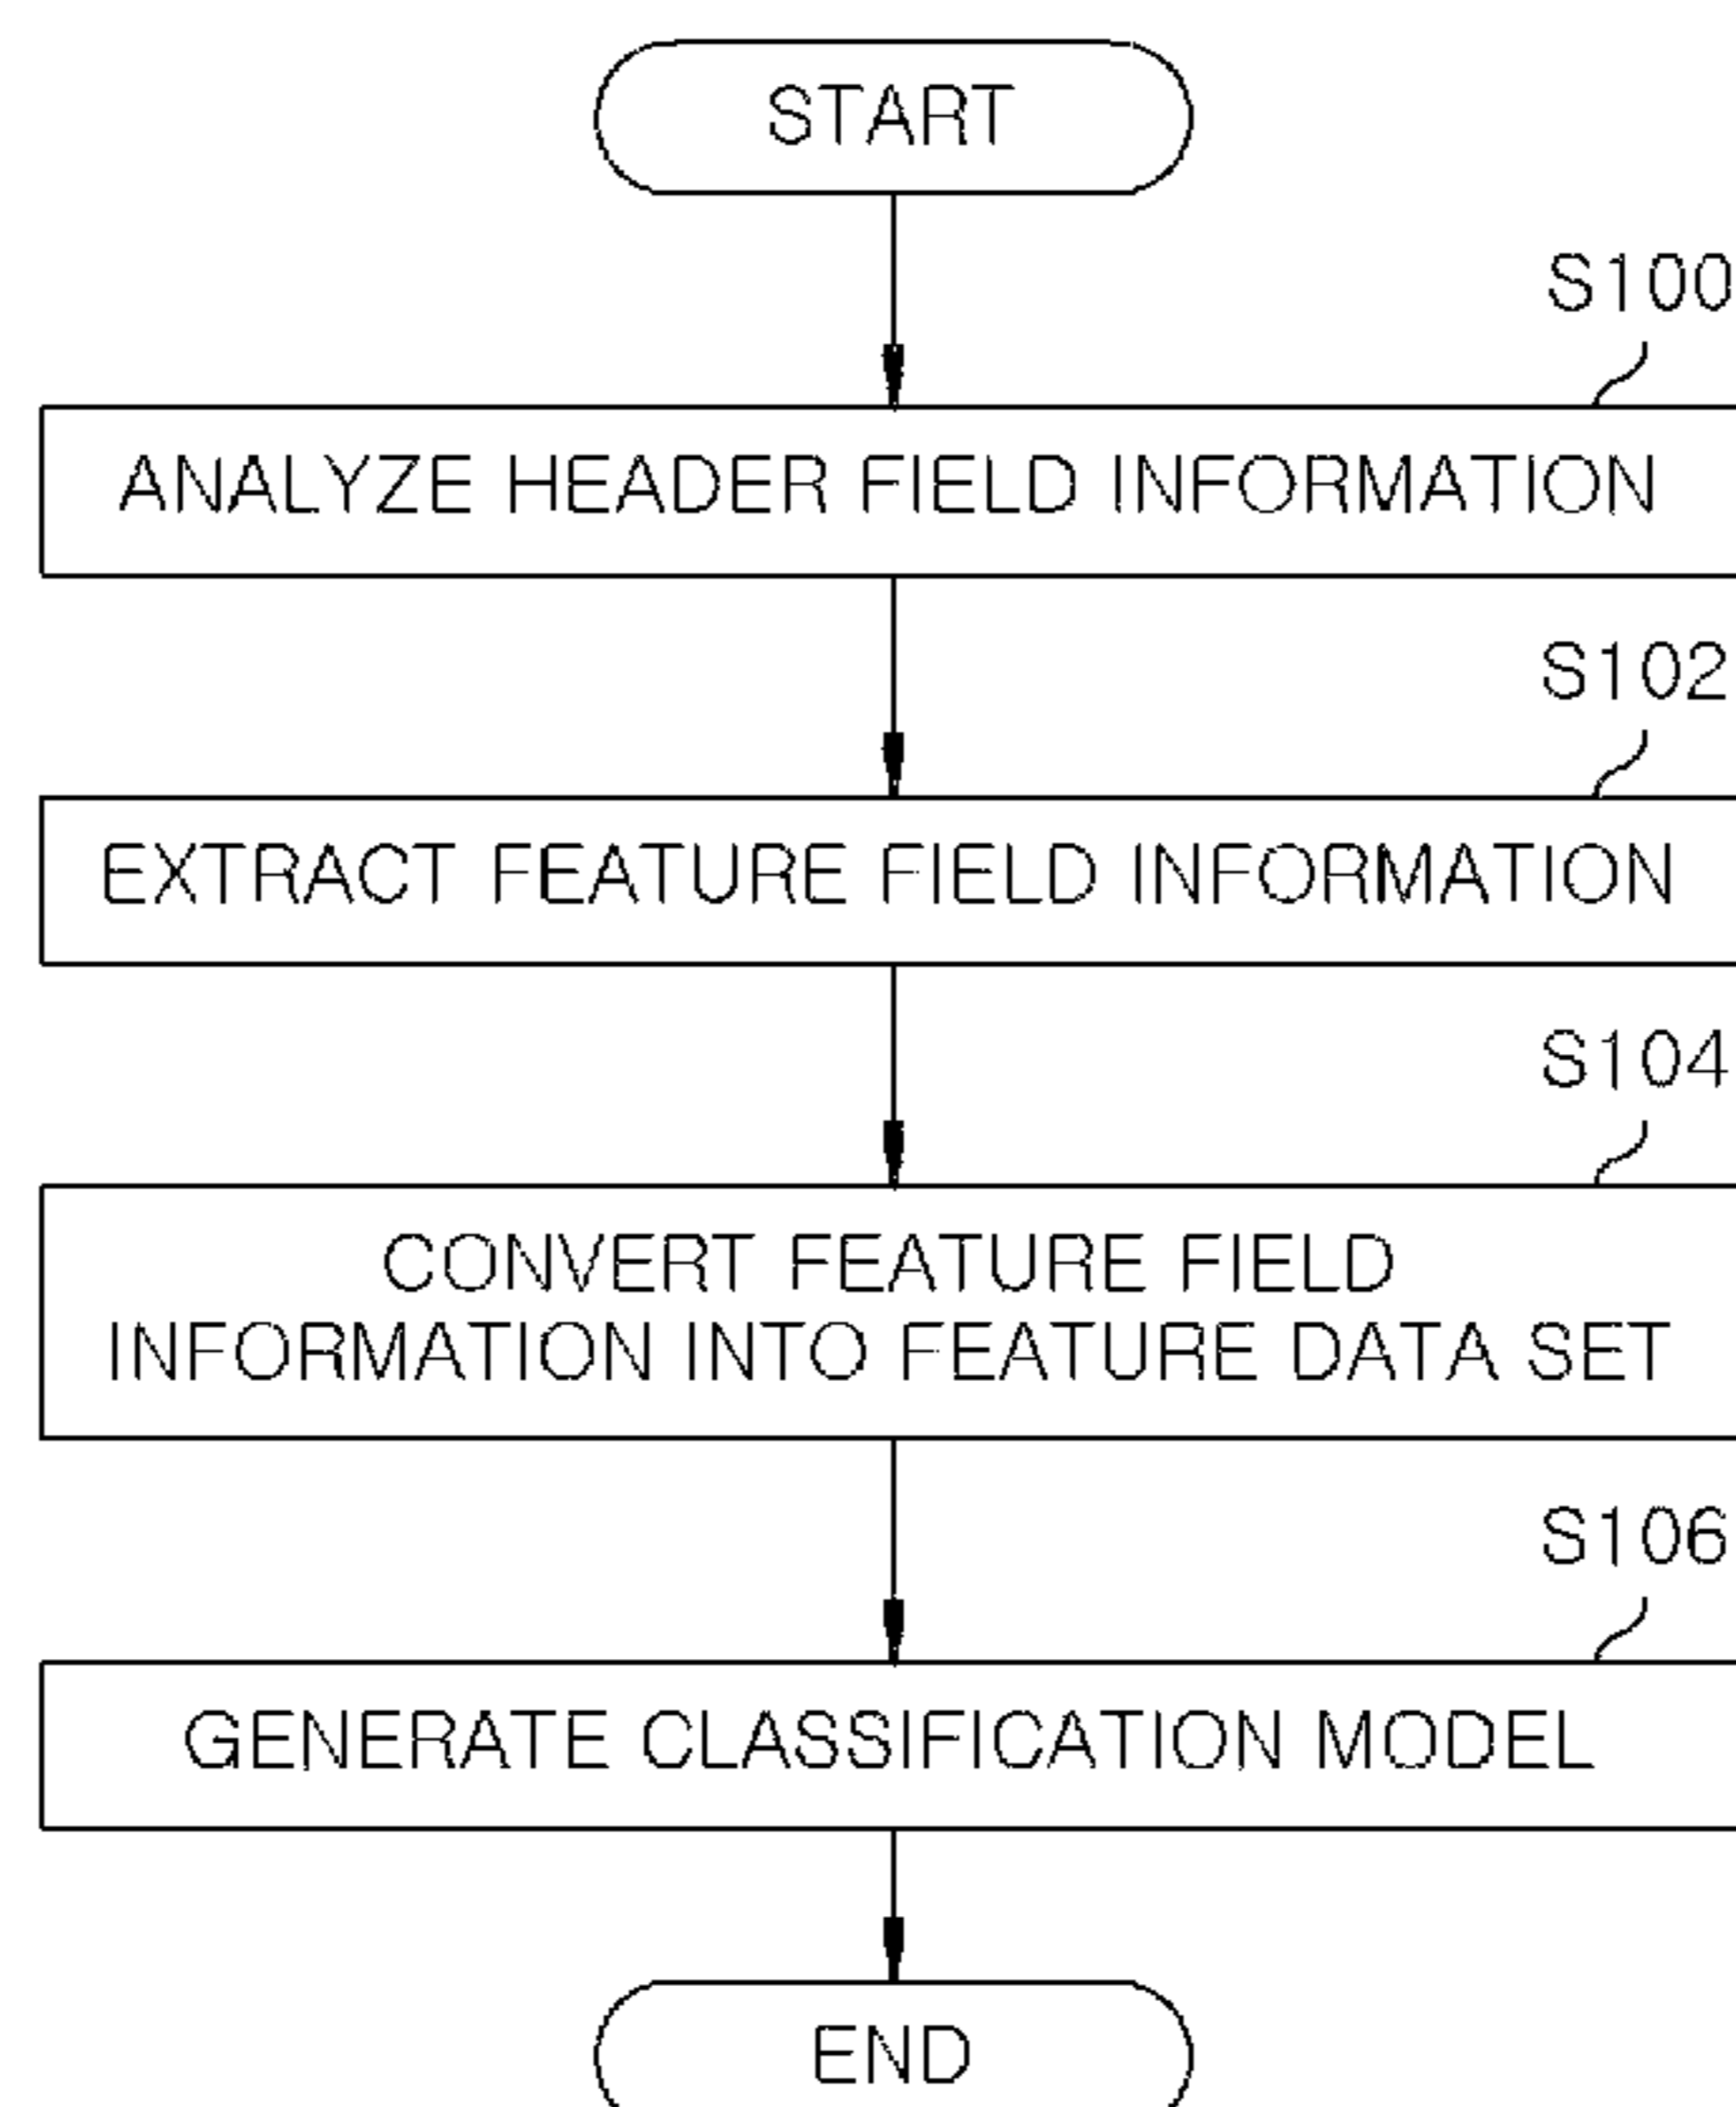 START
S100
ANALYZE HEADER FIELD INFORMATION
S102
EXTRACT FEATURE FIELD INFORMATION
S104
CONVERT FEATURE FIELD
INFORMATION INTO FEATURE DATA SET
S106
GENERATE CLASSIFICATION MODEL
END